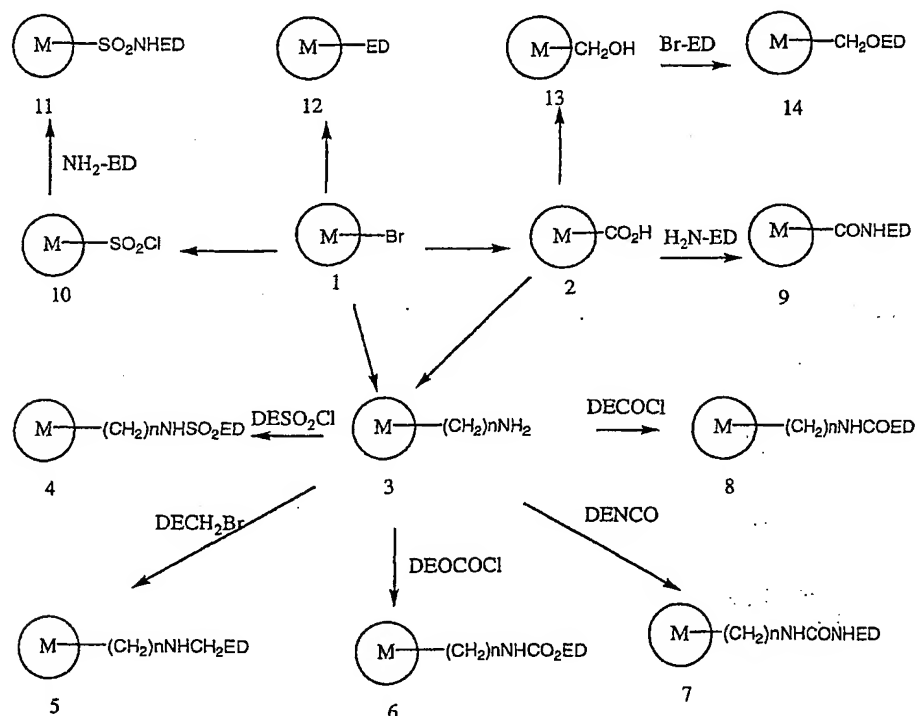 M SO₂NHED
11
M ED
12
M CH₂OH
13
Br-ED
M CH₂OED
14
NH₂-ED
M SO₂Cl
10
M Br
1
M CO₂H
2
H₂N-ED
M CONHED
9
M (CH₂)nNHSO₂ED
4
DESO₂Cl
M (CH₂)nNH₂
3
DECOCl
M (CH₂)nNHCOED
8
DECH₂Br
DEOCOCl
DENCO
M (CH₂)nNHCH₂ED
5
M (CH₂)nNHCO₂ED
6
M (CH₂)nNHCONHED
7